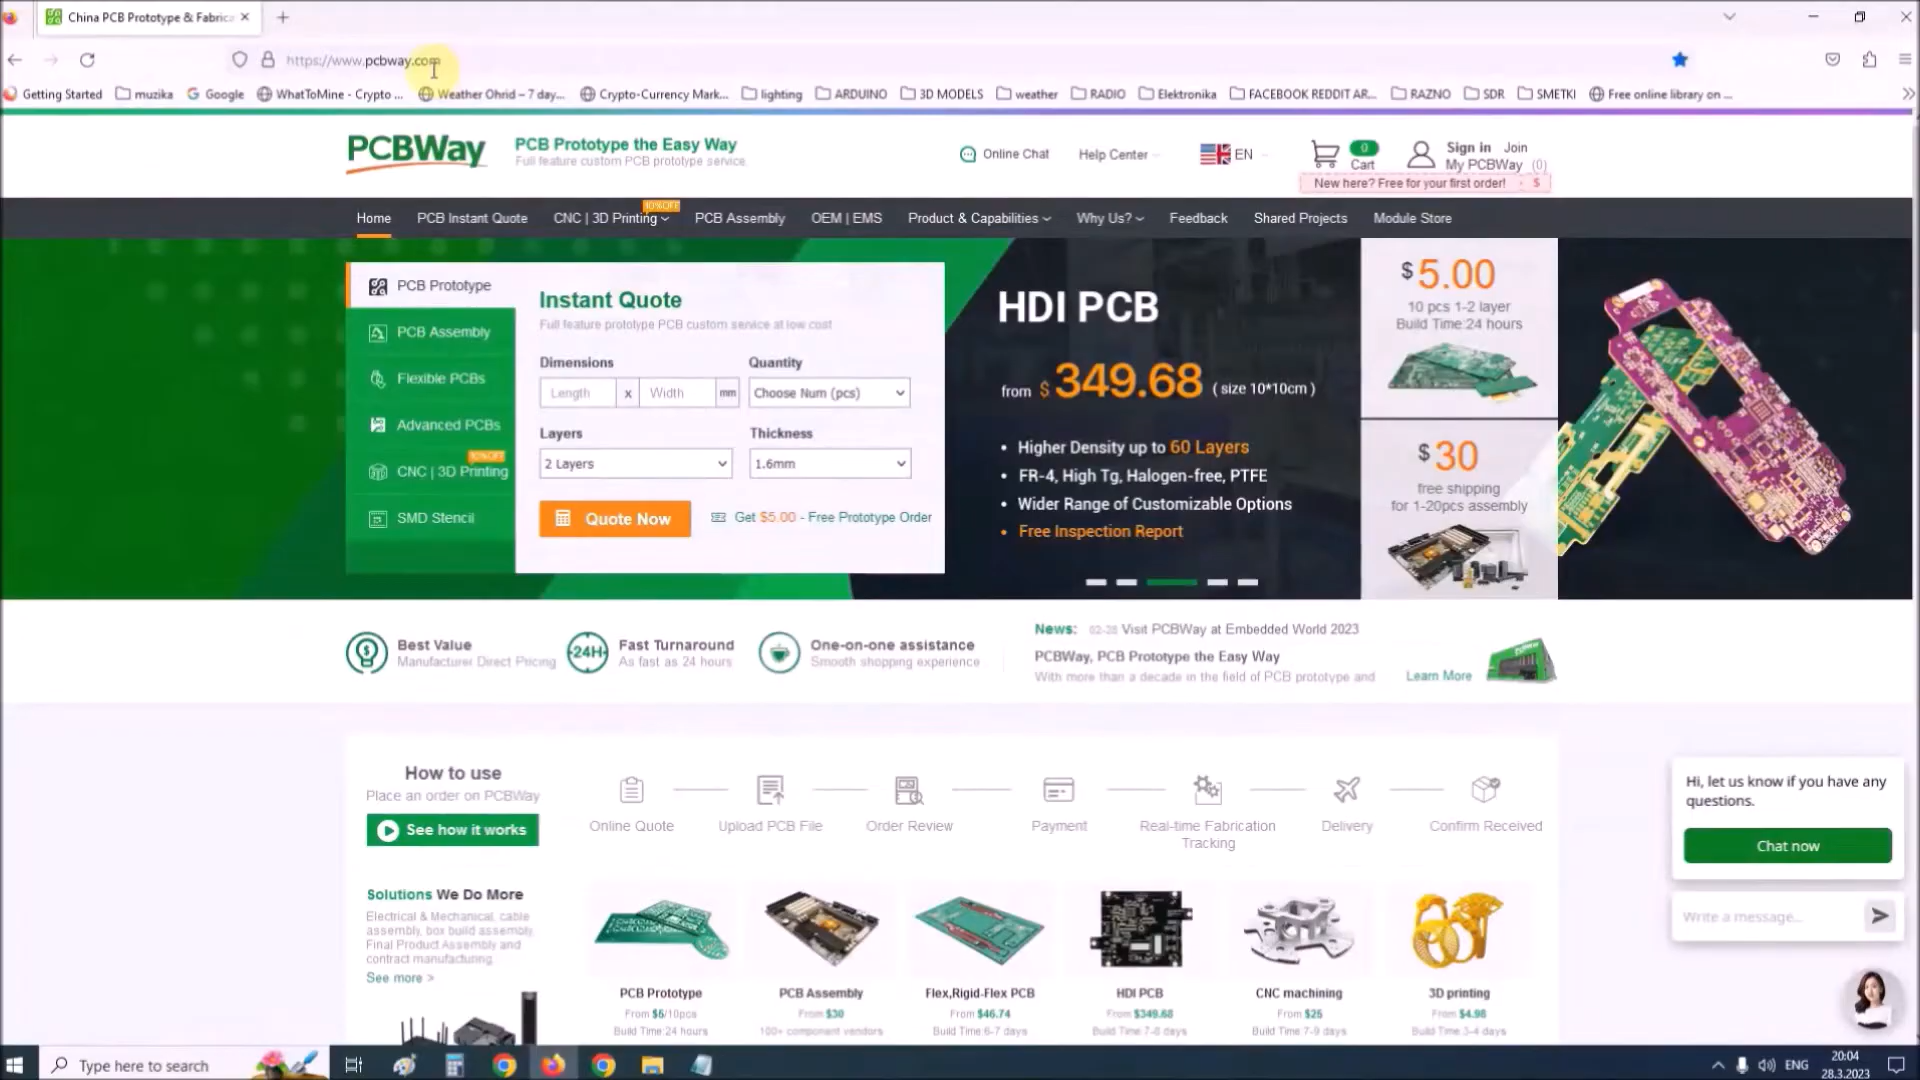 China PCB Prototype & Fabrica
https://www.pcbway.com
Getting Started
muzika
Google
WhatToMine - Crypto ...
Weather Ohrid – 7 day...
Crypto-Currency Mark...
lighting
ARDUINO
3D MODELS
weather
RADIO
Elektronika
FACEBOOK REDDIT AR...
RAZNO
SDR
SMETKI
Free online library on ...
PCBWay
PCB Prototype the Easy Way
Full feature custom PCB prototype service.
Online Chat
Help Center
EN
0
Cart
Sign in Join
My PCBWay (0)
New here? Free for your first order! $
10%OFF
Home
PCB Instant Quote
CNC | 3D Printing
PCB Assembly
OEM | EMS
Product & Capabilities
Why Us?
Feedback
Shared Projects
Module Store
PCB Prototype
PCB Assembly
Flexible PCBs
Advanced PCBs
10%OFF
CNC | 3D Printing
SMD Stencil
Instant Quote
Full feature prototype PCB custom service at low cost
Dimensions
Quantity
Length x Width mm
Choose Num (pcs)
Layers
Thickness
2 Layers
1.6mm
Quote Now
Get $5.00 - Free Prototype Order
HDI PCB
from $ 349.68 ( size 10*10cm )
• Higher Density up to 60 Layers
• FR-4, High Tg, Halogen-free, PTFE
• Wider Range of Customizable Options
• Free Inspection Report
$5.00
10 pcs 1-2 layer
Build Time:24 hours
$30
free shipping
for 1-20pcs assembly
Best Value
Manufacturer Direct Pricing
24H
Fast Turnaround
As fast as 24 hours
One-on-one assistance
Smooth shopping experience
News: 02-28 Visit PCBWay at Embedded World 2023
PCBWay, PCB Prototype the Easy Way
With more than a decade in the field of PCB prototype and
Learn More
How to use
Place an order on PCBWay
See how it works
Online Quote
Upload PCB File
Order Review
Payment
Real-time Fabrication
Tracking
Delivery
Confirm Received
Solutions We Do More
Electrical & Mechanical, cable
assembly, box build assembly,
Final Product Assembly and
contract manufacturing.
See more >
PCB Prototype
From $5/10pcs
Build Time:24 hours
PCB Assembly
From $30
100+ component vendors
Flex,Rigid-Flex PCB
From $46.74
Build Time:6-7 days
HDI PCB
From $349.68
Build Time:7-8 days
CNC machining
From $25
Build Time:7-9 days
3D printing
From $4.98
Build Time:3-4 days
Hi, let us know if you have any
questions.
Chat now
Write a message...
Type here to search
ENG
20:04
28.3.2023